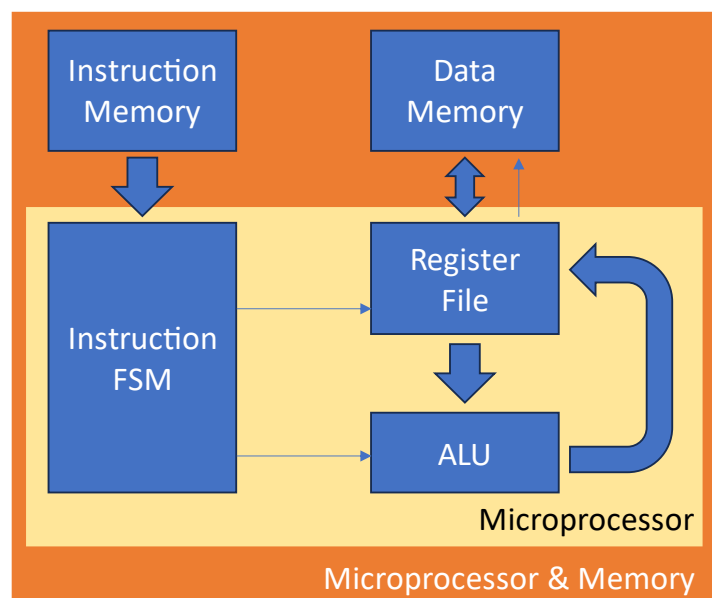 Instruction
Memory
Data
Memory
Register
File
Instruction
FSM
ALU
Microprocessor
Microprocessor & Memory